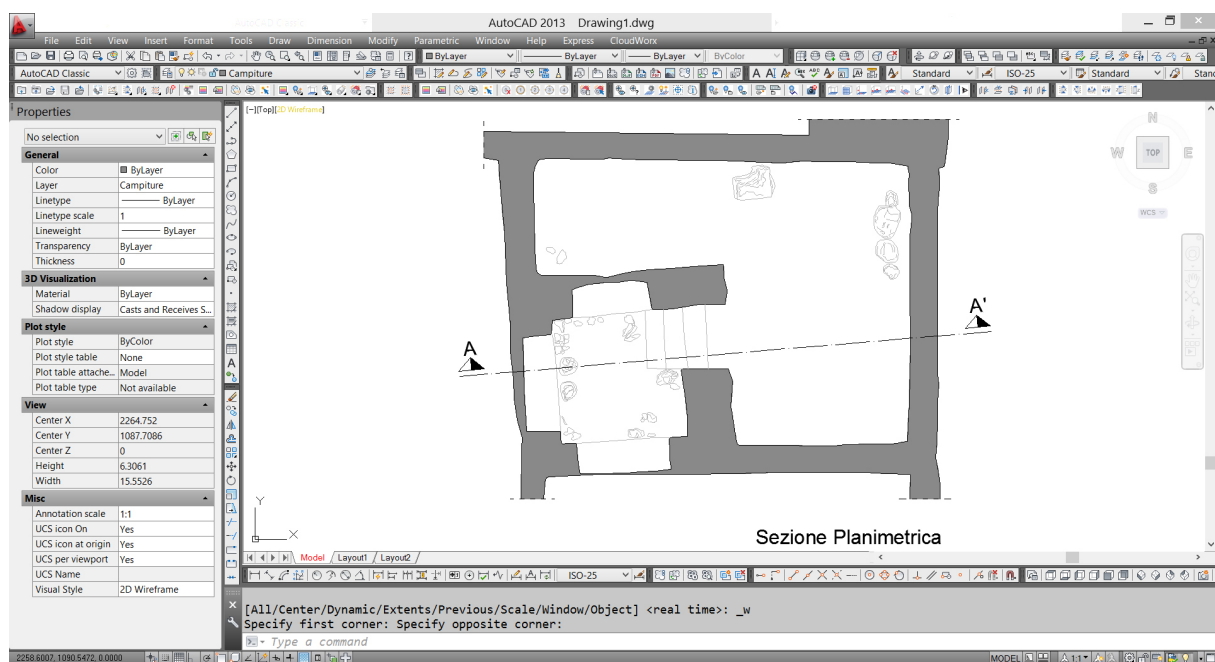 AutoCAD 2013 Drawing1.dwg
File Edit View Insert Format Tools Draw Dimension Modify Parametric Window Help Express CloudWorx
ByLayer ByLayer ByLayer ByColor
AutoCAD Classic Campiture Standard ISO-25 Standard Stand
Properties
[−][Top][2D Wireframe]
No selection
General
Color ByLayer
Layer Campiture
Linetype ByLayer
Linetype scale 1
Lineweight ByLayer
Transparency ByLayer
Thickness 0
3D Visualization
Material ByLayer
Shadow display Casts and Receives S...
Plot style
Plot style ByColor
Plot style table None
Plot table attache... Model
Plot table type Not available
View
Center X 2264.752
Center Y 1087.7086
Center Z 0
Height 6.3061
Width 15.5526
Misc
Annotation scale 1:1
UCS icon On Yes
UCS icon at origin Yes
UCS per viewport Yes
UCS Name
Visual Style 2D Wireframe
N
W TOP E
S
WCS
A A'
Y
X
Sezione Planimetrica
Model Layout1 Layout2
ISO-25
[All/Center/Dynamic/Extents/Previous/Scale/Window/Object] <real time>: _w
Specify first corner: Specify opposite corner:
Type a command
2258.6007, 1090.5472, 0.0000 MODEL 1:1